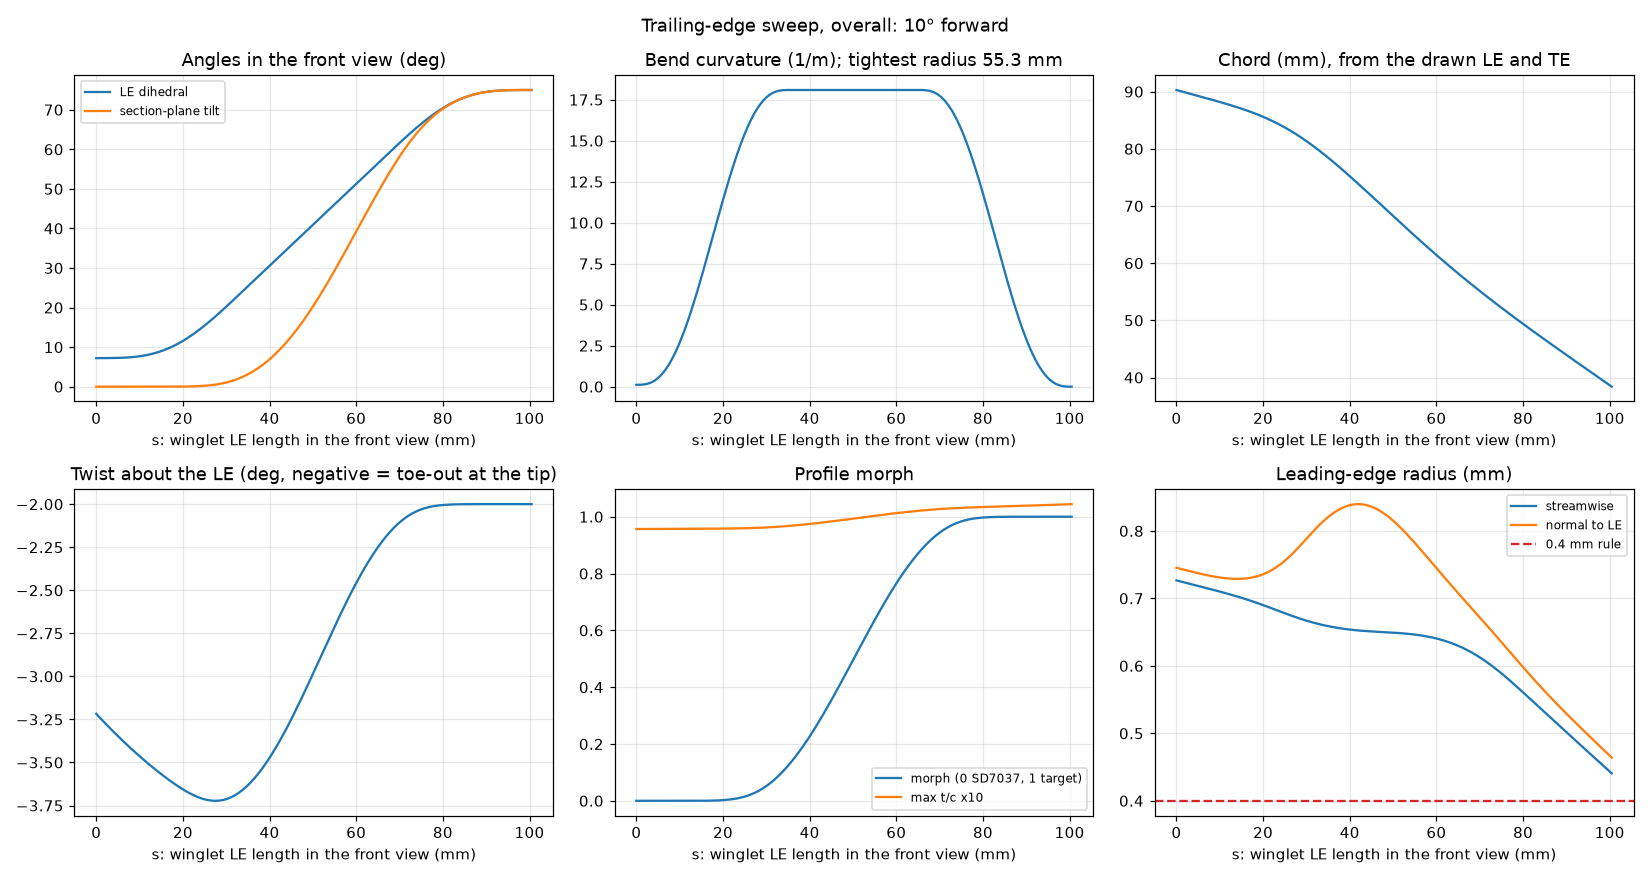 Trailing-edge sweep, overall: 10° forward
Angles in the front view (deg)
LE dihedral
section-plane tilt
70
60
50
40
30
20
10
0
0 20 40 60 80 100
s: winglet LE length in the front view (mm)
Bend curvature (1/m); tightest radius 55.3 mm
17.5
15.0
12.5
10.0
7.5
5.0
2.5
0.0
0 20 40 60 80 100
s: winglet LE length in the front view (mm)
Chord (mm), from the drawn LE and TE
90
80
70
60
50
40
0 20 40 60 80 100
s: winglet LE length in the front view (mm)
Twist about the LE (deg, negative = toe-out at the tip)
−2.00
−2.25
−2.50
−2.75
−3.00
−3.25
−3.50
−3.75
0 20 40 60 80 100
s: winglet LE length in the front view (mm)
Profile morph
1.0
0.8
0.6
0.4
0.2
0.0
morph (0 SD7037, 1 target)
max t/c x10
0 20 40 60 80 100
s: winglet LE length in the front view (mm)
Leading-edge radius (mm)
streamwise
normal to LE
0.4 mm rule
0.8
0.7
0.6
0.5
0.4
0 20 40 60 80 100
s: winglet LE length in the front view (mm)